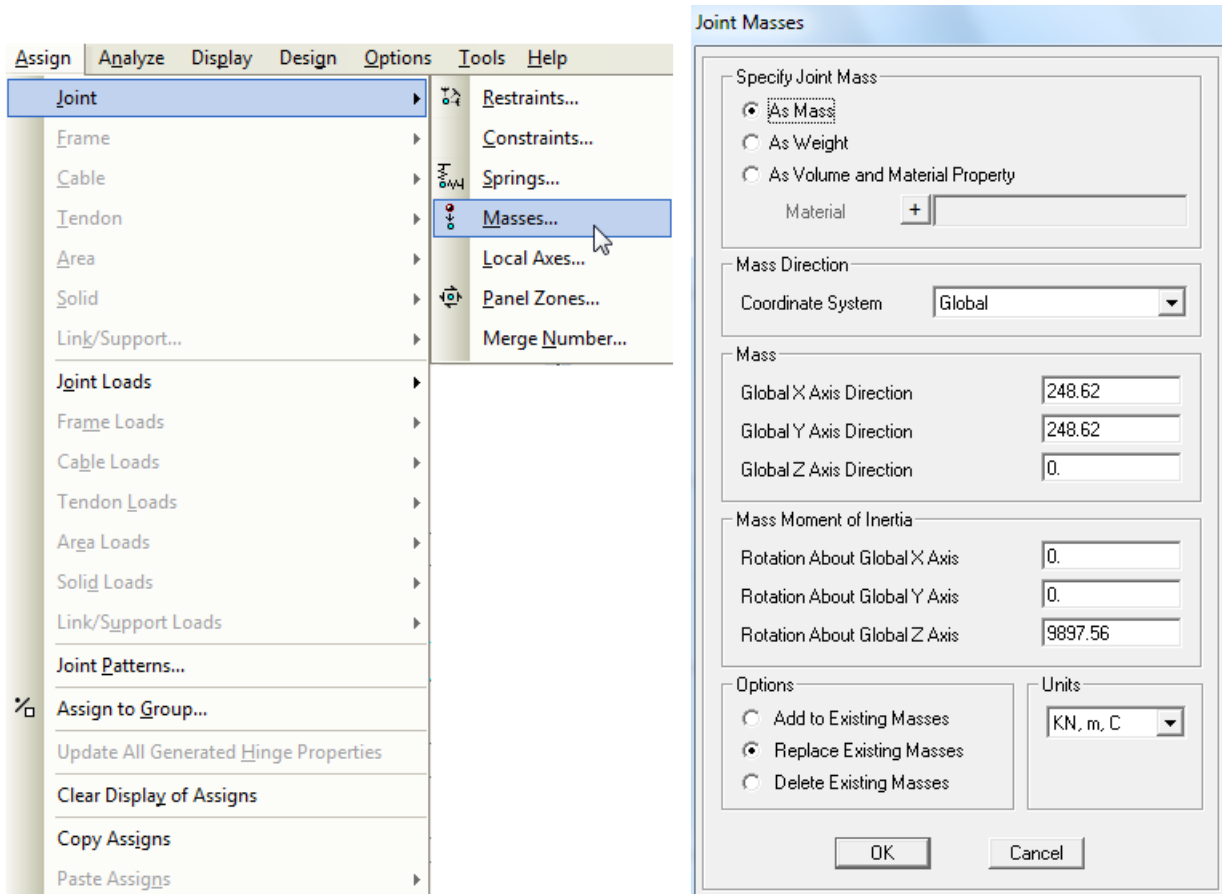 Assign Analyze Display Design Options Tools Help
Joint
Frame
Cable
Tendon
Area
Solid
Link/Support...
Joint Loads
Frame Loads
Cable Loads
Tendon Loads
Area Loads
Solid Loads
Link/Support Loads
Joint Patterns...
Assign to Group...
Update All Generated Hinge Properties
Clear Display of Assigns
Copy Assigns
Paste Assigns
Restraints...
Constraints...
Springs...
Masses...
Local Axes...
Panel Zones...
Merge Number...
Joint Masses
Specify Joint Mass
As Mass
As Weight
As Volume and Material Property
Material +
Mass Direction
Coordinate System Global
Mass
Global X Axis Direction 248.62
Global Y Axis Direction 248.62
Global Z Axis Direction 0.
Mass Moment of Inertia
Rotation About Global X Axis 0.
Rotation About Global Y Axis 0.
Rotation About Global Z Axis 9897.56
Options
Add to Existing Masses
Replace Existing Masses
Delete Existing Masses
Units
KN, m, C
OK Cancel